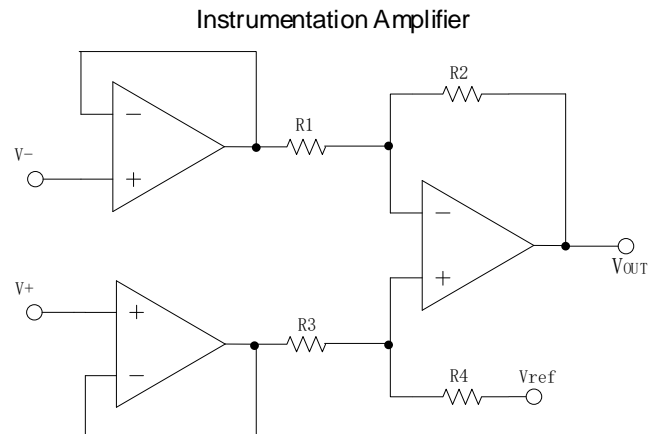 Instrumentation Amplifier
R2
R1
V-
−
+
−
+
VOUT
V+
+
−
R3
R4
Vref